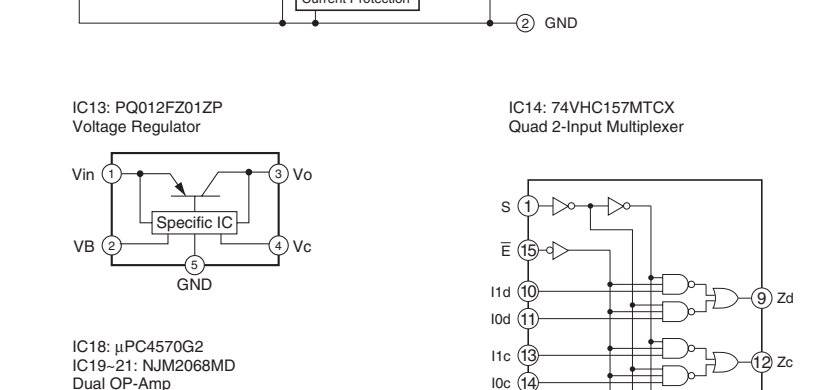 Current Protection
2 GND
IC13: PQ012FZ01ZP
Voltage Regulator
Vin 1
3 Vo
Specific IC
VB 2
4 Vc
5
GND
IC14: 74VHC157MTCX
Quad 2-Input Multiplexer
S 1
E̅ 15
I1d 10
9 Zd
I0d 11
I1c 13
12 Zc
I0c 14
IC18: µPC4570G2
IC19~21: NJM2068MD
Dual OP-Amp